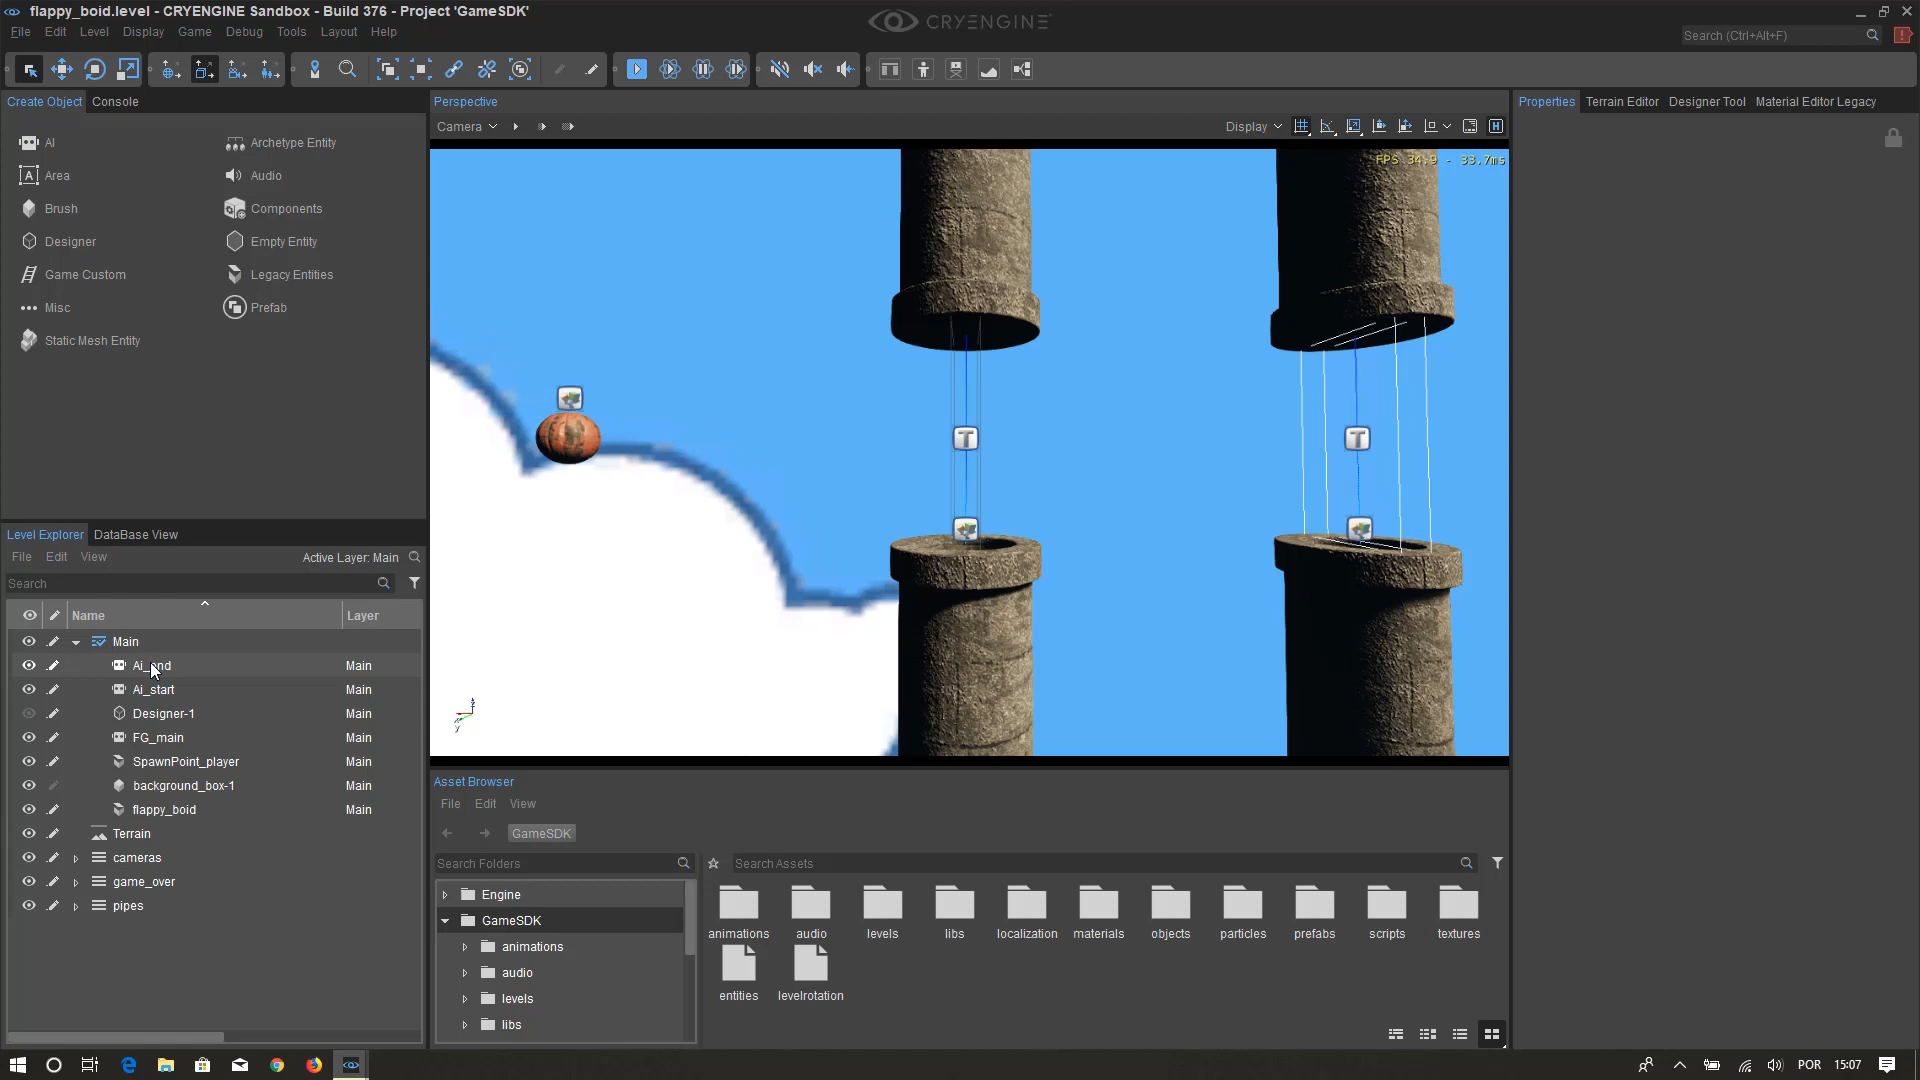 flappy_boid.level - CRYENGINE Sandbox - Build 376 - Project 'GameSDK'
CRYENGINE
File Edit Level Display Game Debug Tools Layout Help
Search (Ctrl+Alt+F)
Create Object Console
AI Archetype Entity
Area Audio
Brush Components
Designer Empty Entity
Game Custom Legacy Entities
Misc Prefab
Static Mesh Entity
Perspective
Camera
Display
FPS 34.9 - 33.7ms
T
T
z
x
y
Properties Terrain Editor Designer Tool Material Editor Legacy
Level Explorer DataBase View
File Edit View Active Layer: Main
Search
Name Layer
Main
Ai_end Main
Ai_start Main
Designer-1 Main
FG_main Main
SpawnPoint_player Main
background_box-1 Main
flappy_boid Main
Terrain
cameras
game_over
pipes
Asset Browser
File Edit View
GameSDK
Search Folders
Search Assets
Engine
GameSDK
animations
audio
levels
libs
animations audio levels libs localization materials objects particles prefabs scripts textures
entities levelrotation
POR 15:07